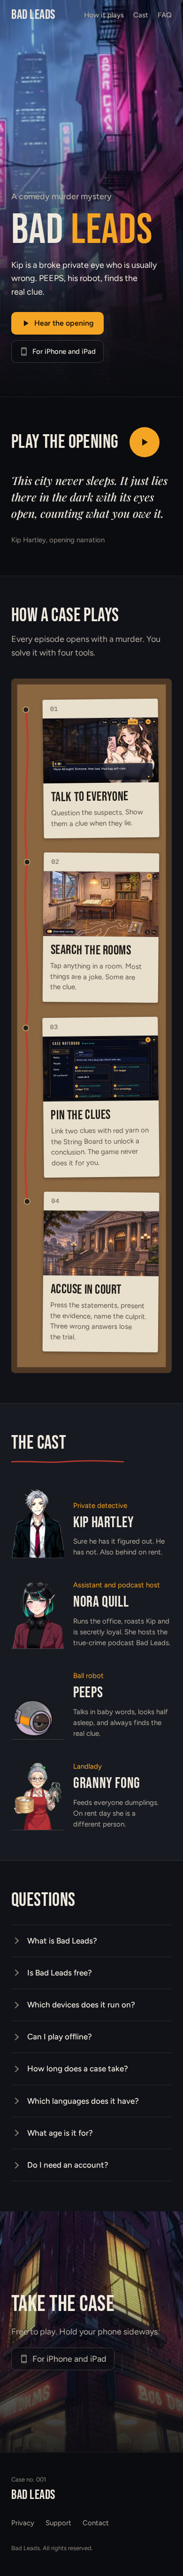 BAD LEADS
How it plays Cast FAQ
A comedy murder mystery
BAD LEADS
Kip is a broke private eye who is usually
wrong. PEEPS, his robot, finds the
real clue.
Hear the opening
For iPhone and iPad
PLAY THE OPENING
This city never sleeps. It just lies
there in the dark with its eyes
open, counting what you owe it.
Kip Hartley, opening narration
HOW A CASE PLAYS
Every episode opens with a murder. You
solve it with four tools.
01
TALK TO EVERYONE
Question the suspects. Show
them a clue when they lie.
02
SEARCH THE ROOMS
Tap anything in a room. Most
things are a joke. Some are
the clue.
03
CASE NOTEBOOK
PIN THE CLUES
Link two clues with red yarn on
the String Board to unlock a
conclusion. The game never
does it for you.
04
ACCUSE IN COURT
Press the statements, present
the evidence, name the culprit.
Three wrong answers lose
the trial.
THE CAST
Private detective
KIP HARTLEY
Sure he has it figured out. He
has not. Also behind on rent.
Assistant and podcast host
NORA QUILL
Runs the office, roasts Kip and
is secretly loyal. She hosts the
true-crime podcast Bad Leads.
Ball robot
PEEPS
Talks in baby words, looks half
asleep, and always finds the
real clue.
Landlady
GRANNY FONG
Feeds everyone dumplings.
On rent day she is a
different person.
QUESTIONS
What is Bad Leads?
Is Bad Leads free?
Which devices does it run on?
Can I play offline?
How long does a case take?
Which languages does it have?
What age is it for?
Do I need an account?
TAKE THE CASE
Free to play. Hold your phone sideways.
For iPhone and iPad
Case no. 001
BAD LEADS
Privacy Support Contact
Bad Leads. All rights reserved.